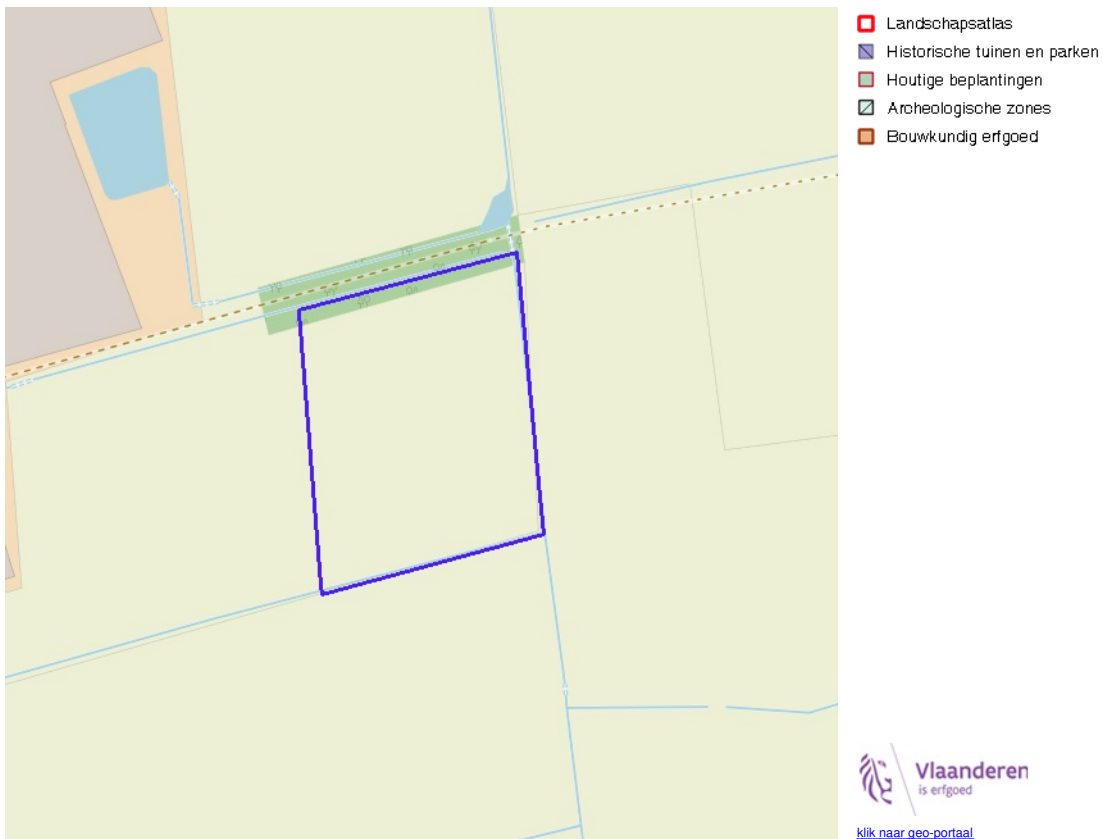 Landschapsatlas
Historische tuinen en parken
Houtige beplantingen
Archeologische zones
Bouwkundig erfgoed
Vlaanderen
is erfgoed
klik naar geo-portaal